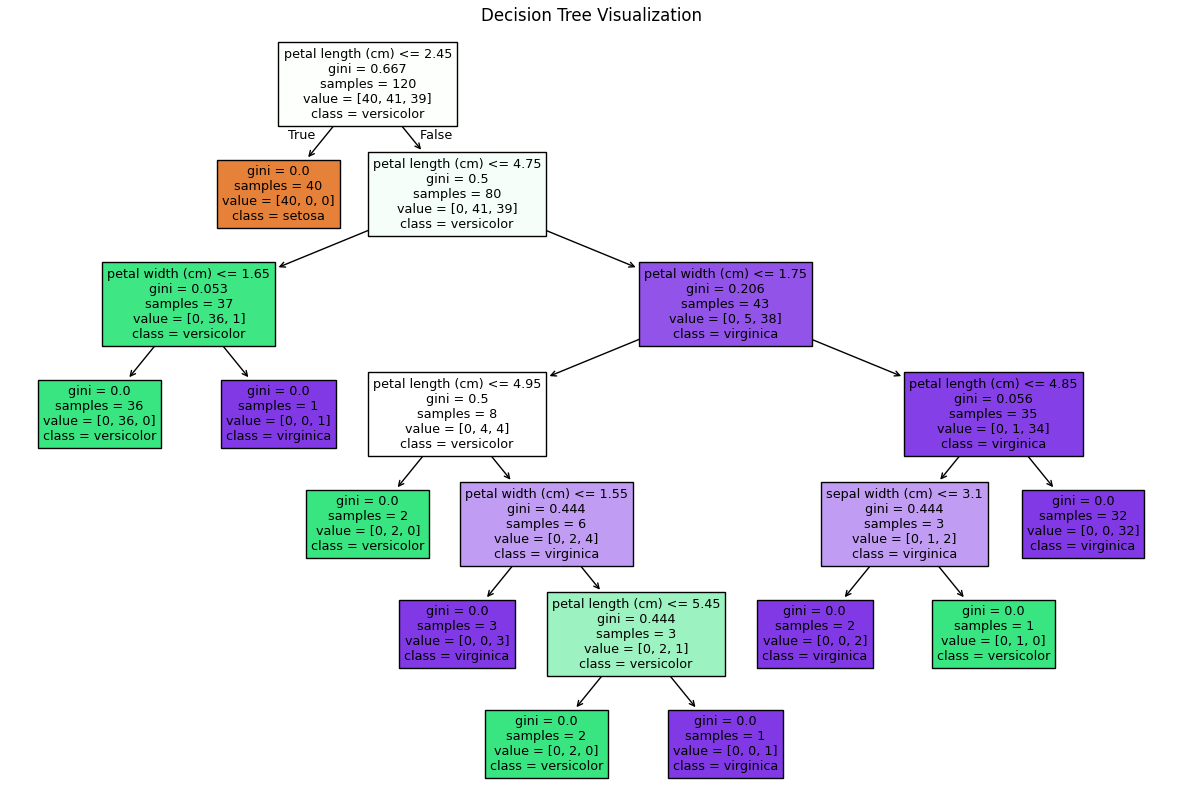 Decision Tree Visualization
petal length (cm) <= 2.45
gini = 0.667
samples = 120
value = [40, 41, 39]
class = versicolor
True
False
gini = 0.0
samples = 40
value = [40, 0, 0]
class = setosa
petal length (cm) <= 4.75
gini = 0.5
samples = 80
value = [0, 41, 39]
class = versicolor
petal width (cm) <= 1.65
gini = 0.053
samples = 37
value = [0, 36, 1]
class = versicolor
petal width (cm) <= 1.75
gini = 0.206
samples = 43
value = [0, 5, 38]
class = virginica
gini = 0.0
samples = 36
value = [0, 36, 0]
class = versicolor
gini = 0.0
samples = 1
value = [0, 0, 1]
class = virginica
petal length (cm) <= 4.95
gini = 0.5
samples = 8
value = [0, 4, 4]
class = versicolor
petal length (cm) <= 4.85
gini = 0.056
samples = 35
value = [0, 1, 34]
class = virginica
gini = 0.0
samples = 2
value = [0, 2, 0]
class = versicolor
petal width (cm) <= 1.55
gini = 0.444
samples = 6
value = [0, 2, 4]
class = virginica
sepal width (cm) <= 3.1
gini = 0.444
samples = 3
value = [0, 1, 2]
class = virginica
gini = 0.0
samples = 32
value = [0, 0, 32]
class = virginica
gini = 0.0
samples = 3
value = [0, 0, 3]
class = virginica
petal length (cm) <= 5.45
gini = 0.444
samples = 3
value = [0, 2, 1]
class = versicolor
gini = 0.0
samples = 2
value = [0, 0, 2]
class = virginica
gini = 0.0
samples = 1
value = [0, 1, 0]
class = versicolor
gini = 0.0
samples = 2
value = [0, 2, 0]
class = versicolor
gini = 0.0
samples = 1
value = [0, 0, 1]
class = virginica